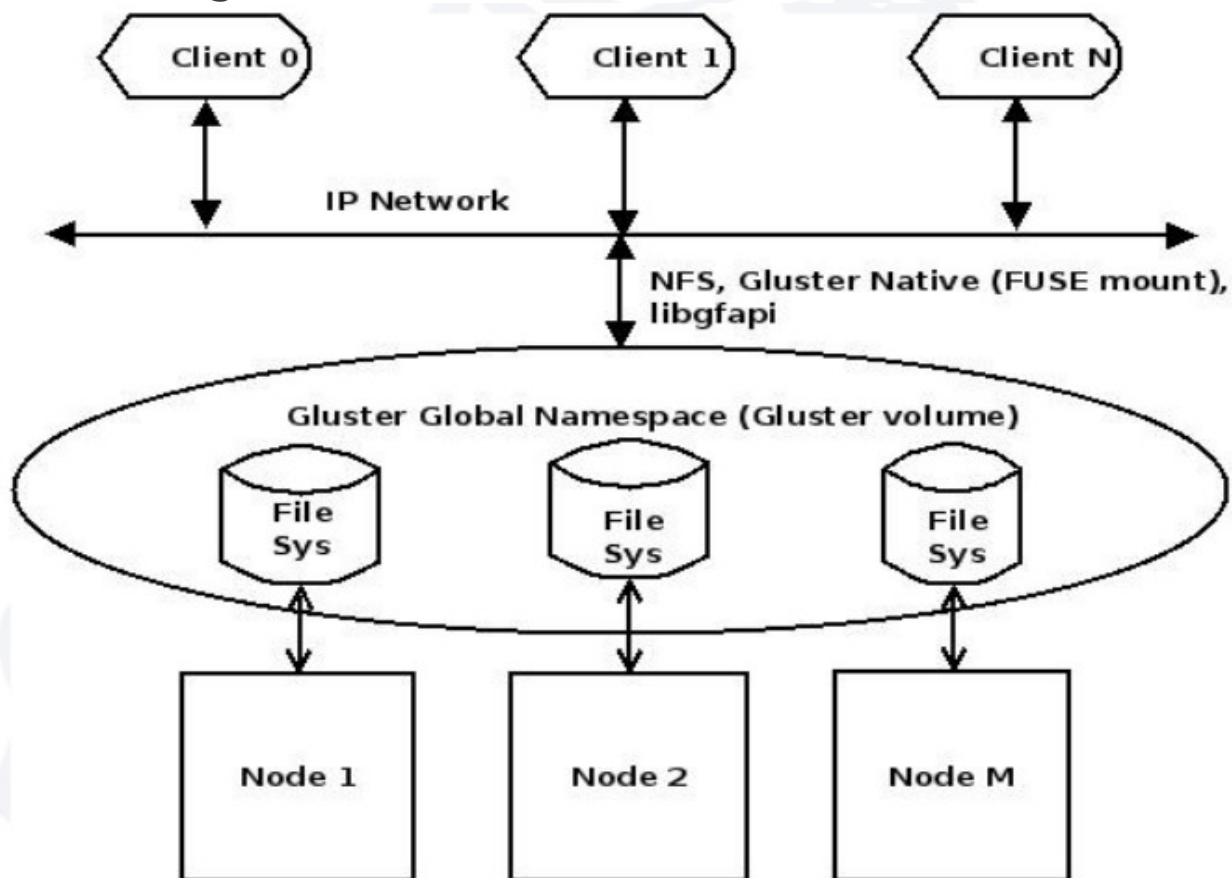 Client 0
Client 1
Client N
IP Network
NFS, Gluster Native (FUSE mount),
libgfapi
Gluster Global Namespace (Gluster volume)
File
Sys
File
Sys
File
Sys
Node 1
Node 2
Node M